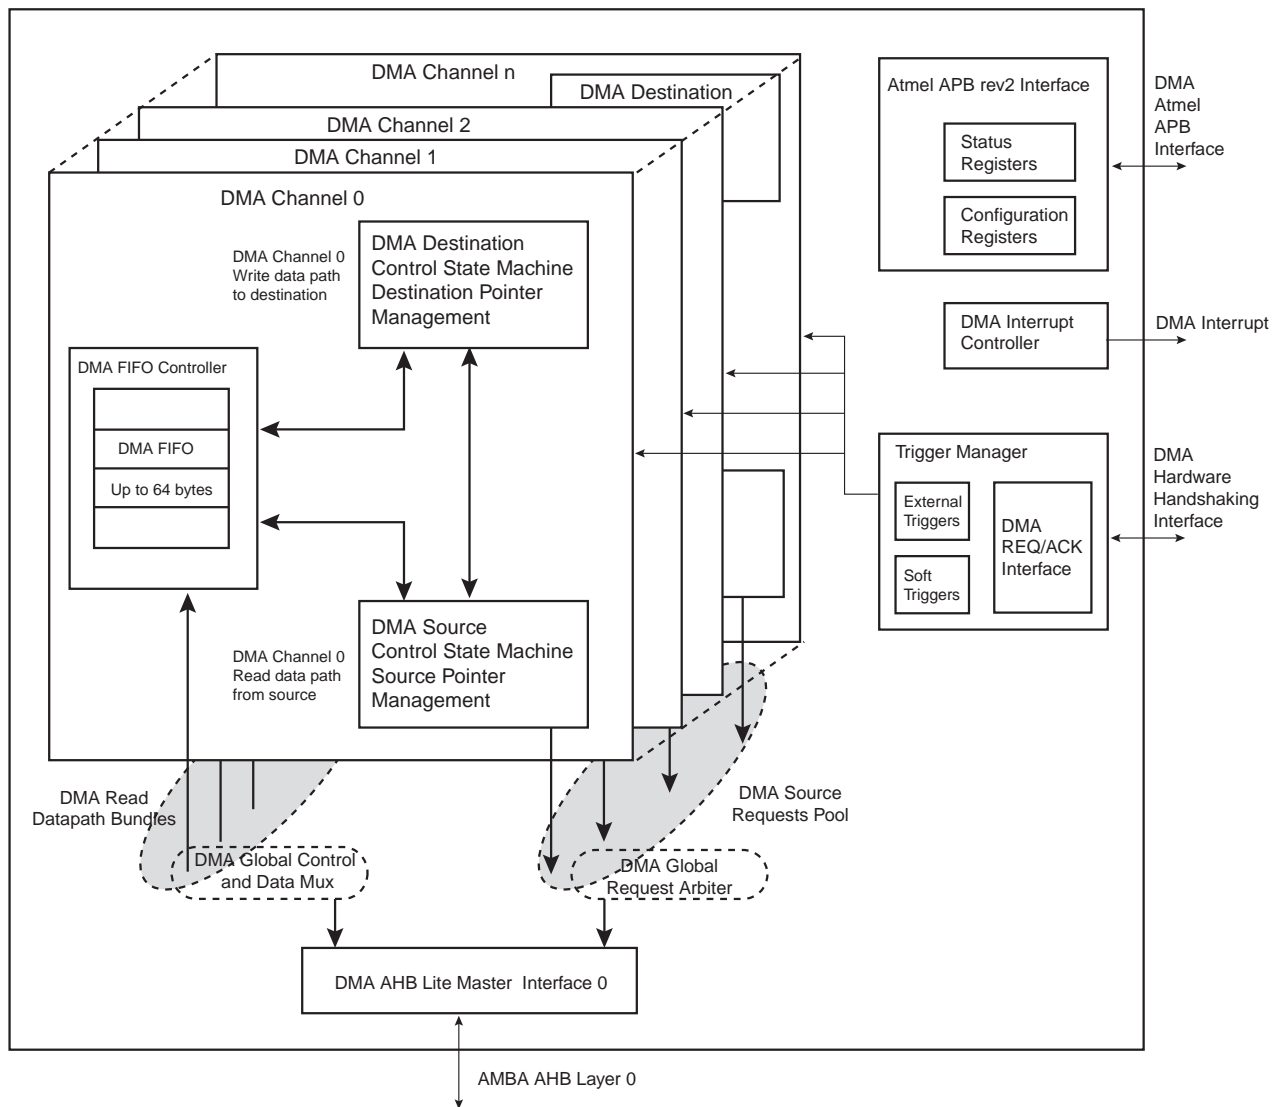 DMA Channel n
DMA Destination
DMA Channel 2
DMA Channel 1
DMA Channel 0
DMA Channel 0
Write data path
to destination
DMA Destination
Control State Machine
Destination Pointer
Management
DMA FIFO Controller
DMA FIFO
Up to 64 bytes
DMA Channel 0
Read data path
from source
DMA Source
Control State Machine
Source Pointer
Management
Atmel APB rev2 Interface
Status
Registers
Configuration
Registers
DMA
Atmel
APB
Interface
DMA Interrupt
Controller
DMA Interrupt
Trigger Manager
External
Triggers
Soft
Triggers
DMA
REQ/ACK
Interface
DMA
Hardware
Handshaking
Interface
DMA Read
Datapath Bundles
DMA Source
Requests Pool
DMA Global Control
and Data Mux
DMA Global
Request Arbiter
DMA AHB Lite Master Interface 0
AMBA AHB Layer 0